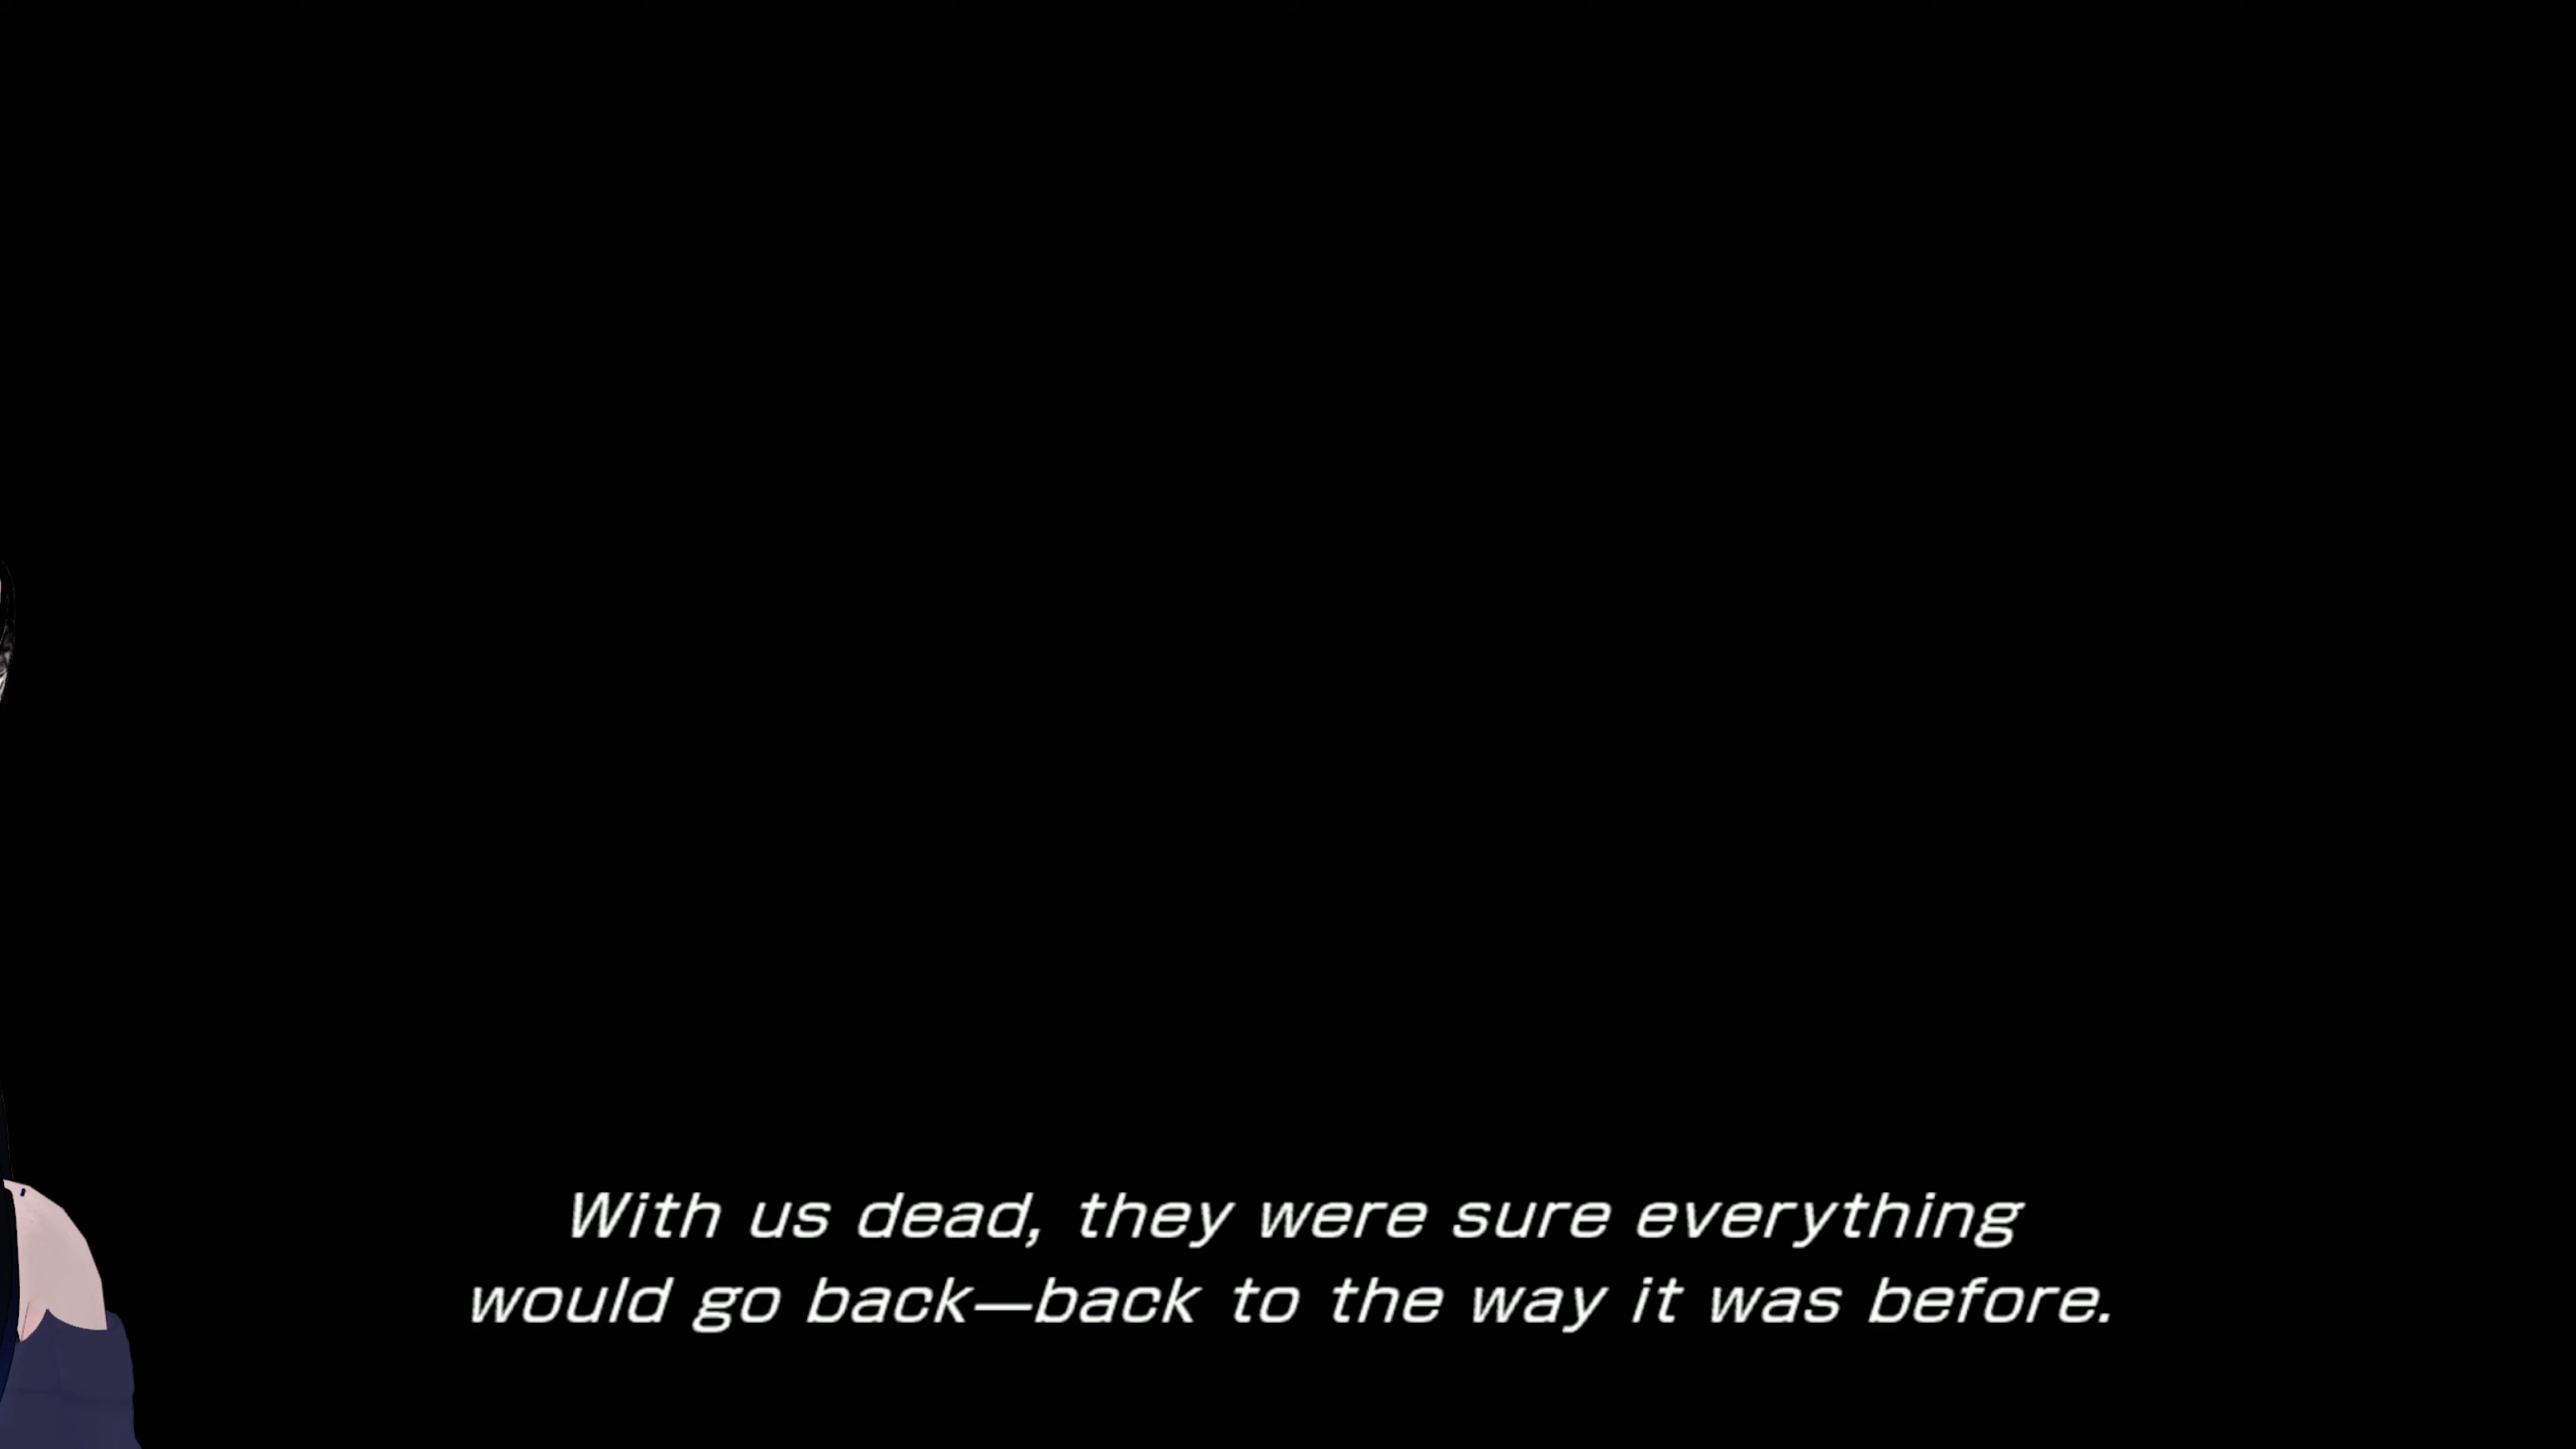 With us dead, they were sure everything
would go back—back to the way it was before.